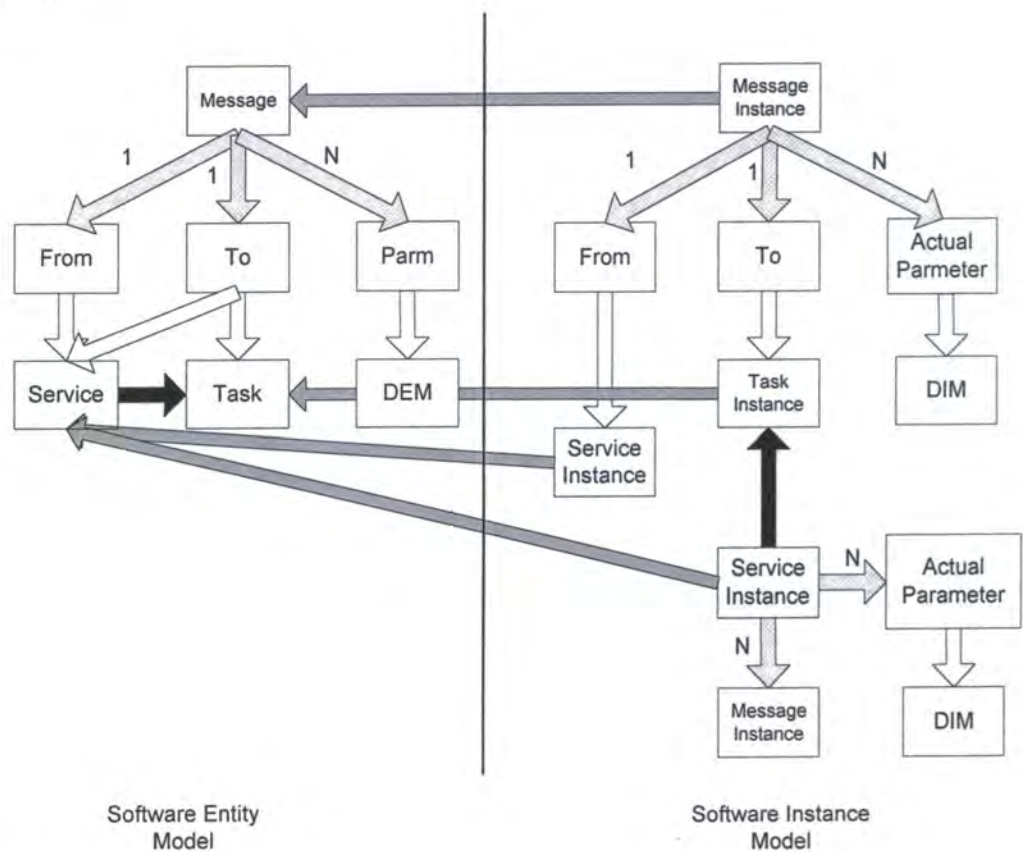 Message
Message
Instance
1
1
N
1
1
N
From
To
Parm
From
To
Actual
Parmeter
Service
Task
DEM
Task
Instance
DIM
Service
Instance
Service
Instance
N
Actual
Parameter
N
Message
Instance
DIM
Software Entity
Model
Software Instance
Model